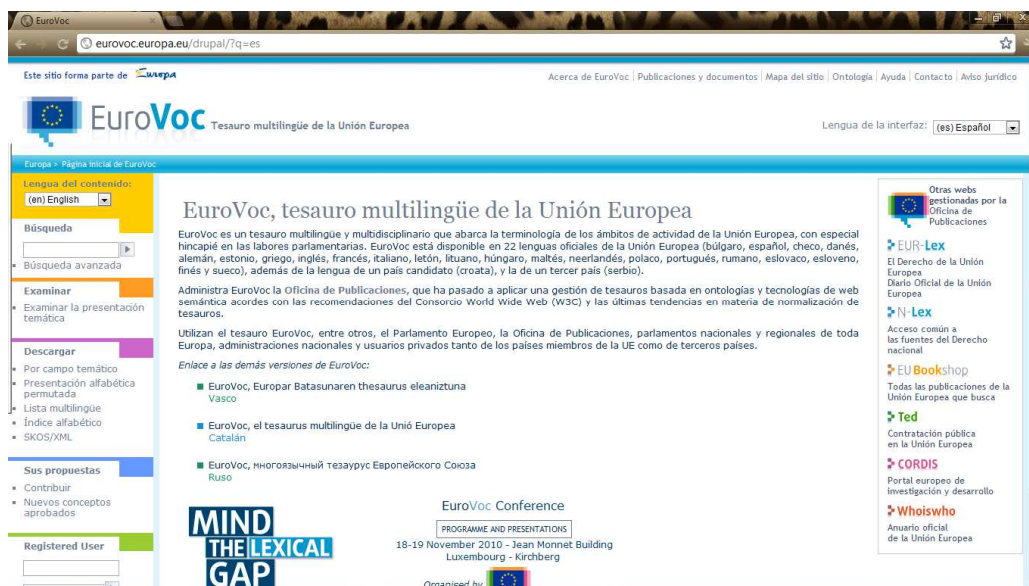 EuroVoc
eurovoc.europa.eu/drupal/?q=es
Este sitio forma parte de Europa
Acerca de EuroVoc | Publicaciones y documentos | Mapa del sitio | Ontología | Ayuda | Contacto | Aviso jurídico
EuroVoc Tesauro multilingüe de la Unión Europea
Lengua de la interfaz: (es) Español
Europa > Página inicial de EuroVoc
Lengua del contenido:
(en) English
Búsqueda
Búsqueda avanzada
Examinar
Examinar la presentación
temática
Descargar
Por campo temático
Presentación alfabética
permutada
Lista multilingüe
Índice alfabético
SKOS/XML
Sus propuestas
Contribuir
Nuevos conceptos
aprobados
Registered User
EuroVoc, tesauro multilingüe de la Unión Europea
EuroVoc es un tesauro multilingüe y multidisciplinario que abarca la terminología de los ámbitos de actividad de la Unión Europea, con especial
hincapié en las labores parlamentarias. EuroVoc está disponible en 22 lenguas oficiales de la Unión Europea (búlgaro, español, checo, danés,
alemán, estonio, griego, inglés, francés, italiano, letón, lituano, húngaro, maltés, neerlandés, polaco, portugués, rumano, eslovaco, esloveno,
finés y sueco), además de la lengua de un país candidato (croata), y la de un tercer país (serbio).
Administra EuroVoc la Oficina de Publicaciones, que ha pasado a aplicar una gestión de tesauros basada en ontologías y tecnologías de web
semántica acordes con las recomendaciones del Consorcio World Wide Web (W3C) y las últimas tendencias en materia de normalización de
tesauros.
Utilizan el tesauro EuroVoc, entre otros, el Parlamento Europeo, la Oficina de Publicaciones, parlamentos nacionales y regionales de toda
Europa, administraciones nacionales y usuarios privados tanto de los países miembros de la UE como de terceros países.
Enlace a las demás versiones de EuroVoc:
EuroVoc, Europar Batasunaren thesaurus eleaniztuna
Vasco
EuroVoc, el tesaurus multilingüe de la Unió Europea
Catalán
EuroVoc, многоязычный тезаурус Европейского Союза
Ruso
MIND
THE LEXICAL
GAP
EuroVoc Conference
PROGRAMME AND PRESENTATIONS
18-19 November 2010 - Jean Monnet Building
Luxembourg - Kirchberg
Organised by
Otras webs
gestionadas por la
Oficina de
Publicaciones
EUR-Lex
El Derecho de la Unión
Europea
Diario Oficial de la Unión
Europea
N-Lex
Acceso común a
las fuentes del Derecho
nacional
EU Bookshop
Todas las publicaciones de la
Unión Europea que busca
Ted
Contratación pública
en la Unión Europea
CORDIS
Portal europeo de
investigación y desarrollo
Whoiswho
Anuario oficial
de la Unión Europea